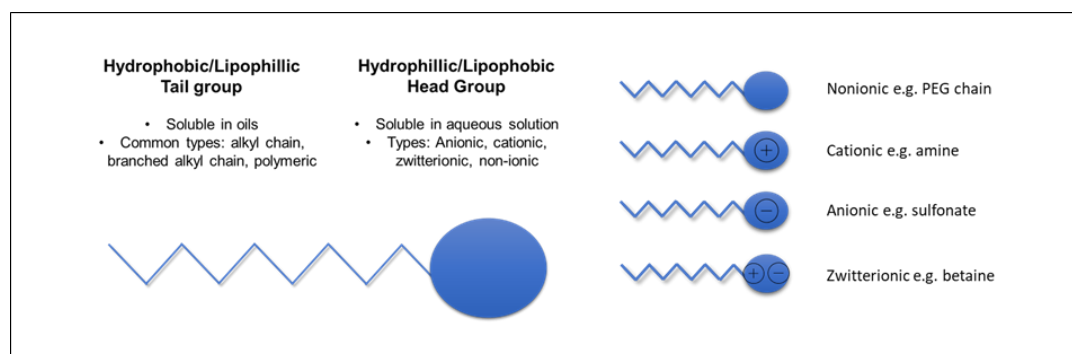 Hydrophobic/Lipophillic
Tail group
• Soluble in oils
• Common types: alkyl chain,
branched alkyl chain, polymeric
Hydrophillic/Lipophobic
Head Group
• Soluble in aqueous solution
• Types: Anionic, cationic,
zwitterionic, non-ionic
Nonionic e.g. PEG chain
+
Cationic e.g. amine
−
Anionic e.g. sulfonate
+ −
Zwitterionic e.g. betaine